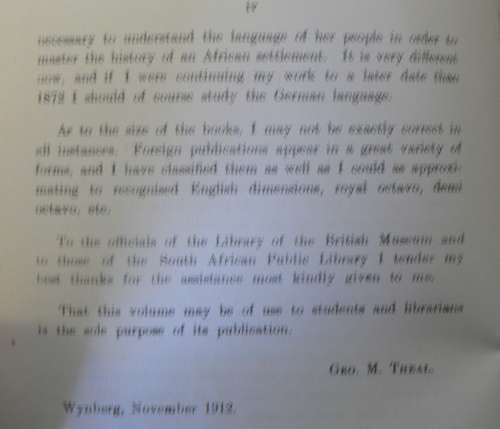 iv
necessary to understand the language of her people in order to
master the history of an African settlement. It is very different
now, and if I were continuing my work to a later date than
1872 I should of course study the German language.
As to the size of the books, I may not be exactly correct in
all instances. Foreign publications appear in a great variety of
forms, and I have classified them as well as I could as approxi-
mating to recognised English dimensions, royal octavo, demi
octavo, etc.
To the officials of the Library of the British Museum and
to those of the South African Public Library I tender my
best thanks for the assistance most kindly given to me.
That this volume may be of use to students and librarians
is the sole purpose of its publication.
GEO. M. THEAL.
Wynberg, November 1912.